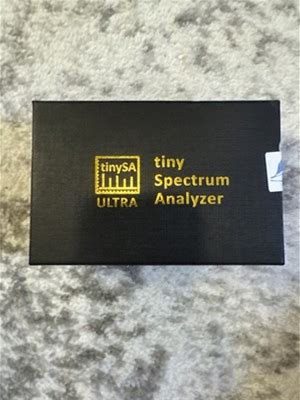 tinySA
ULTRA
tiny
Spectrum
Analyzer